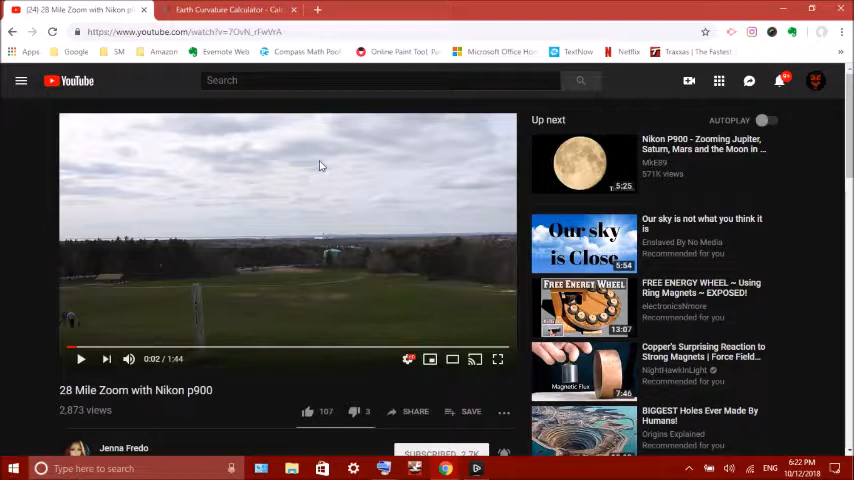 (24) 28 Mile Zoom with Nikon p9
Earth Curvature Calculator - Calc
https://www.youtube.com/watch?v=7OvN_rFwVrA
Apps Google SM Amazon Evernote Web Compass Math Pool Online Paint Tool, Pa Microsoft Office Hom TextNow Netflix Traxxas | The Fastest
YouTube
Search
9+
Up next
AUTOPLAY
Nikon P900 - Zooming Jupiter,
Saturn, Mars and the Moon in ...
MkE89
571K views
5:25
Our sky
is Close
5:54
Our sky is not what you think it
is
Enslaved By No Media
Recommended for you
FREE ENERGY WHEEL
13:07
FREE ENERGY WHEEL ~ Using
Ring Magnets ~ EXPOSED!
electronicsNmore
Recommended for you
Magnetic Flux
7:46
Copper's Surprising Reaction to
Strong Magnets | Force Field...
NightHawkInLight
Recommended for you
BIGGEST Holes Ever Made By
Humans!
Origins Explained
Recommended for you
0:02 / 1:44
HD
28 Mile Zoom with Nikon p900
2,873 views
107 3 SHARE SAVE
Jenna Fredo
SUBSCRIBED 2.7K
Type here to search
ENG
6:22 PM
10/12/2018